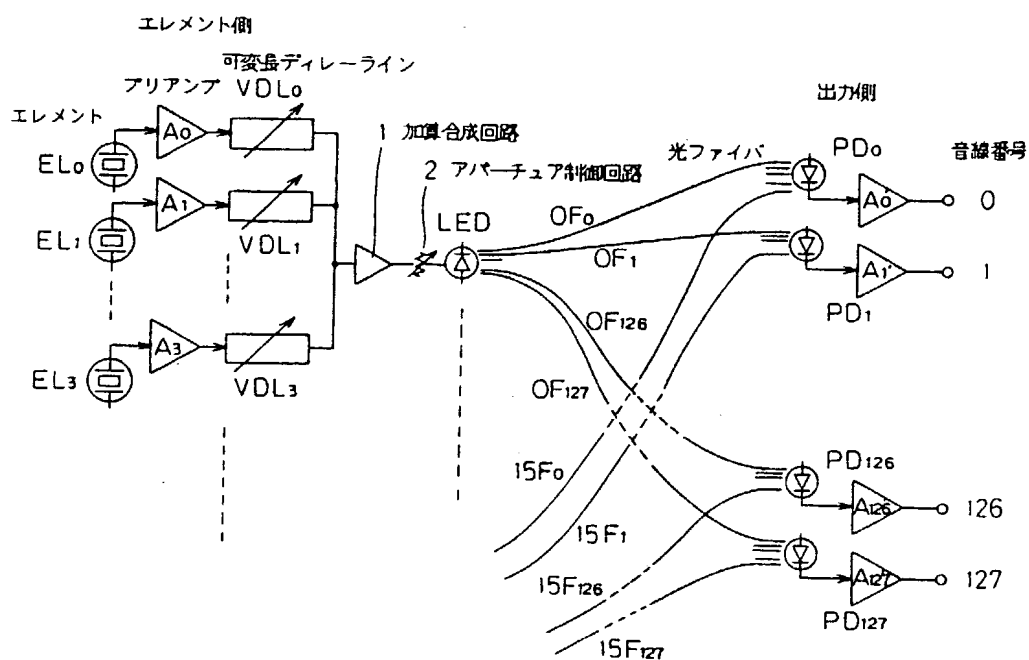 エレメント側
可変長ディレーライン
プリアンプ
VDL0
エレメント
A0
EL0
A1
EL1
VDL1
A3
EL3
VDL3
1 加算合成回路
2 アパーチュア制御回路
LED
光ファイバ
OF0
OF1
OF126
OF127
15F0
15F1
15F126
15F127
出力側
音線番号
PD0
A0'
0
PD1
A1'
1
PD126
A126'
126
PD127
A127'
127